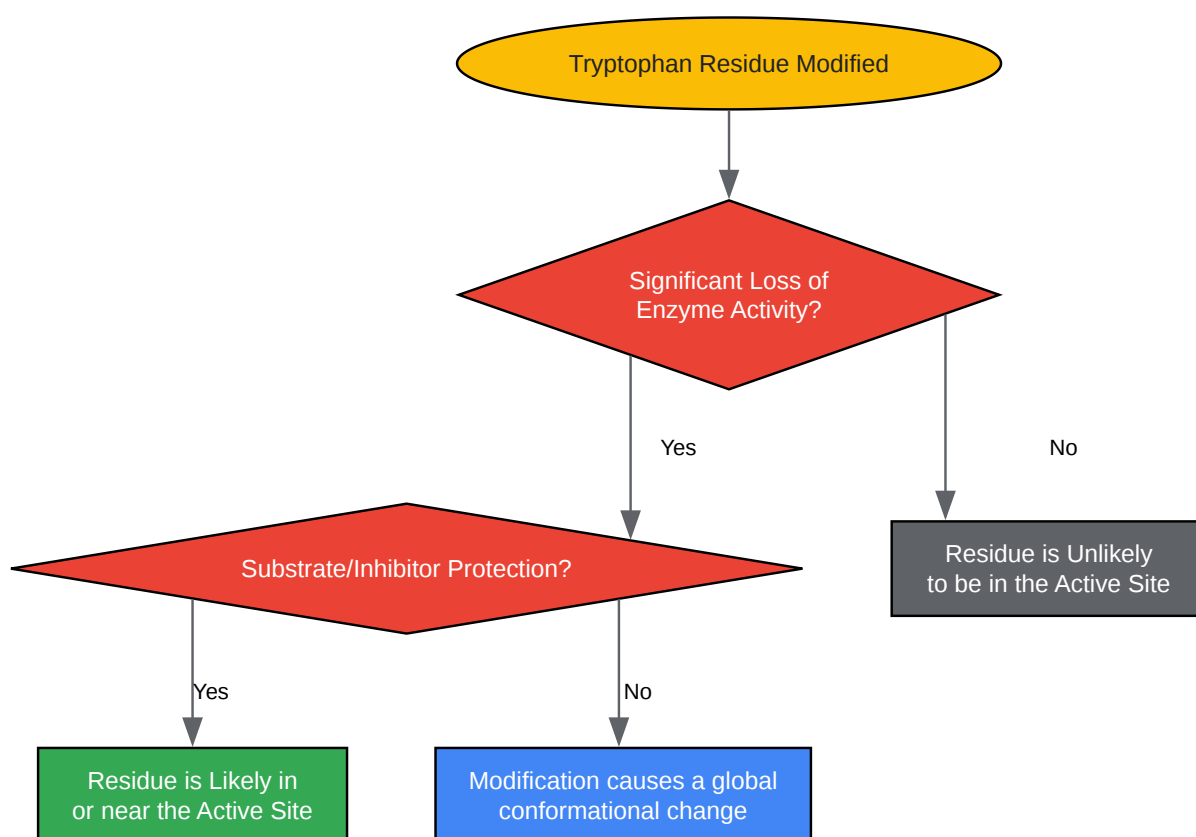 Tryptophan Residue Modified
Significant Loss of
Enzyme Activity?
Yes
No
Residue is Unlikely
to be in the Active Site
Substrate/Inhibitor Protection?
Yes
No
Residue is Likely in
or near the Active Site
Modification causes a global
conformational change